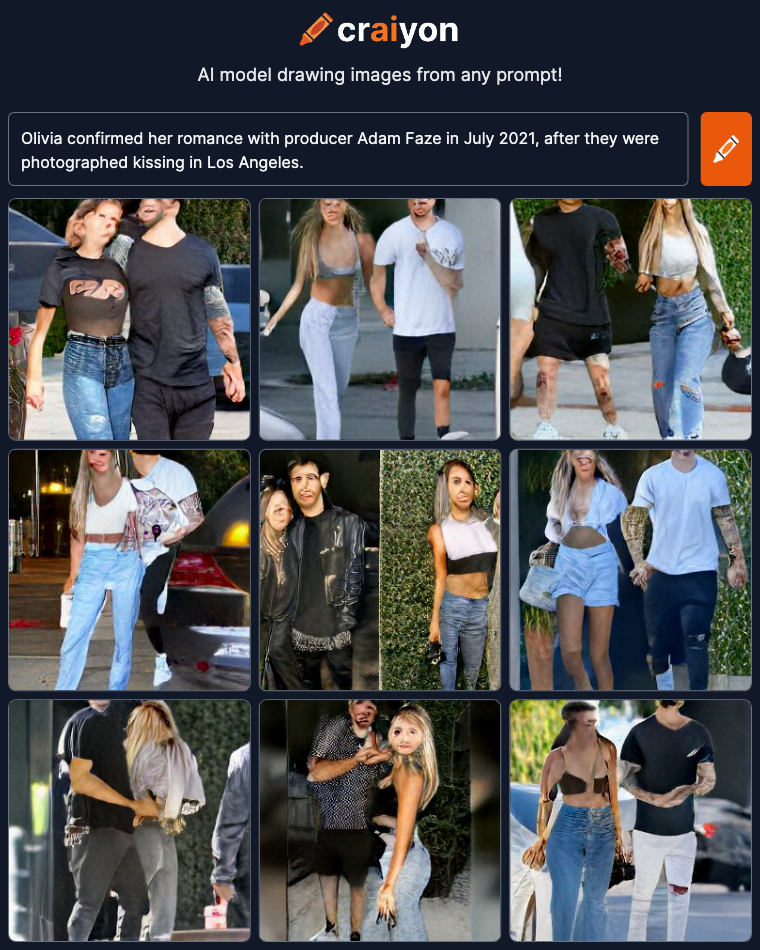 craiyon
AI model drawing images from any prompt!
Olivia confirmed her romance with producer Adam Faze in July 2021, after they were
photographed kissing in Los Angeles.